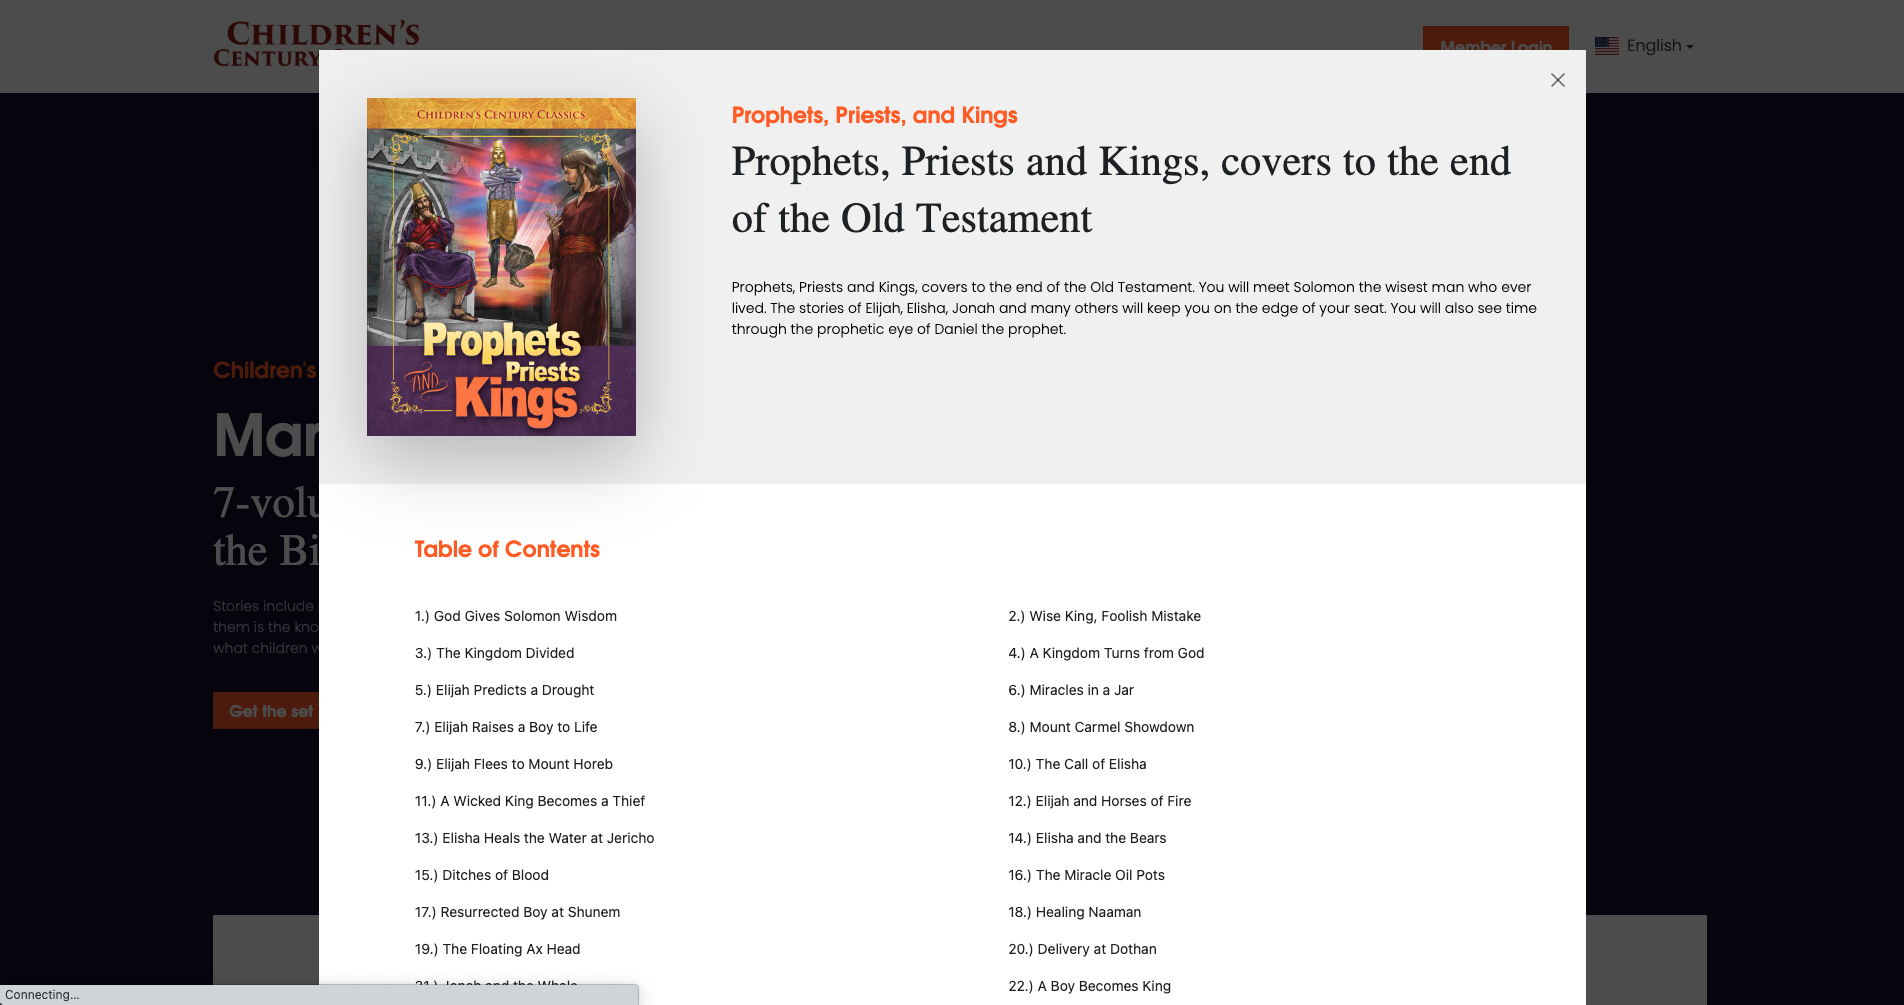 CHILDREN'S
CENTURY
Member Login
English
CHILDREN'S CENTURY CLASSICS
Prophets
Priests
AND
Kings
Prophets, Priests, and Kings
Prophets, Priests and Kings, covers to the end
of the Old Testament
Prophets, Priests and Kings, covers to the end of the Old Testament. You will meet Solomon the wisest man who ever
lived. The stories of Elijah, Elisha, Jonah and many others will keep you on the edge of your seat. You will also see time
through the prophetic eye of Daniel the prophet.
Children's
7-volu
the Bi
Stories include
them is the kno
what children w
Get the set
Table of Contents
1.) God Gives Solomon Wisdom
2.) Wise King, Foolish Mistake
3.) The Kingdom Divided
4.) A Kingdom Turns from God
5.) Elijah Predicts a Drought
6.) Miracles in a Jar
7.) Elijah Raises a Boy to Life
8.) Mount Carmel Showdown
9.) Elijah Flees to Mount Horeb
10.) The Call of Elisha
11.) A Wicked King Becomes a Thief
12.) Elijah and Horses of Fire
13.) Elisha Heals the Water at Jericho
14.) Elisha and the Bears
15.) Ditches of Blood
16.) The Miracle Oil Pots
17.) Resurrected Boy at Shunem
18.) Healing Naaman
19.) The Floating Ax Head
20.) Delivery at Dothan
21.) Jonah and the Whale
22.) A Boy Becomes King
Connecting...